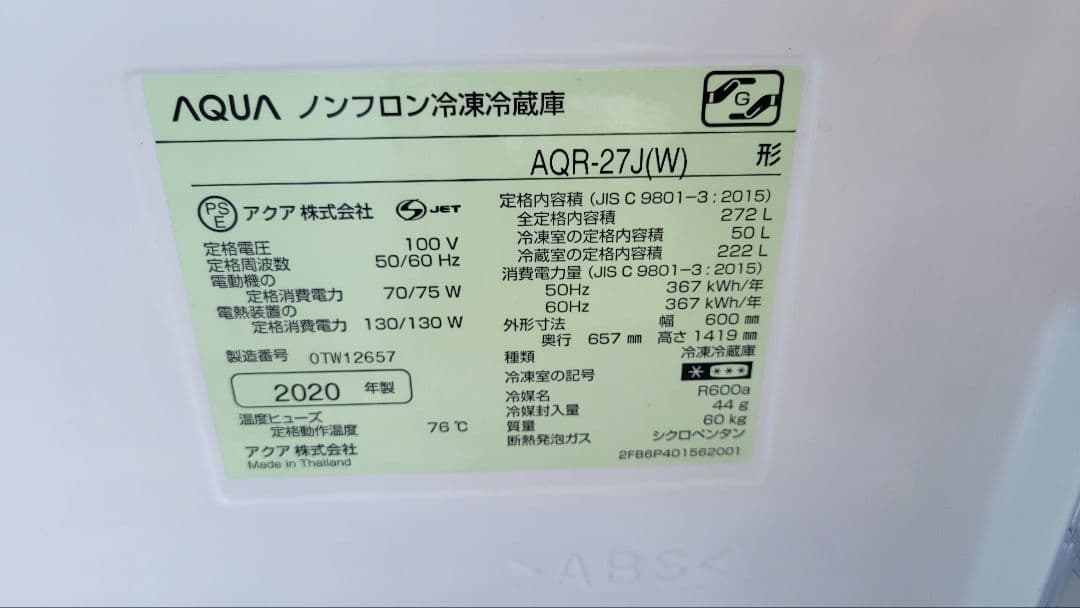 AQUA ノンフロン冷凍冷蔵庫
G
AQR-27J(W) 形
PSE アクア株式会社 JET
定格電圧 100 V
定格周波数 50/60 Hz
電動機の
定格消費電力 70/75 W
電熱装置の
定格消費電力 130/130 W
製造番号 0TW12657
2020 年製
温度ヒューズ
定格動作温度 76℃
アクア株式会社
Made in Thailand
定格内容積 (JIS C 9801-3:2015)
全定格内容積 272 L
冷凍室の定格内容積 50 L
冷蔵室の定格内容積 222 L
消費電力量 (JIS C 9801-3:2015)
50Hz 367 kWh/年
60Hz 367 kWh/年
外形寸法 幅 600 mm
奥行 657 mm 高さ 1419 mm
種類 冷凍冷蔵庫
冷凍室の記号 * ***
冷媒名 R600a
冷媒封入量 44 g
質量 60 kg
断熱発泡ガス シクロペンタン
2FB6P401562001
>ABS<